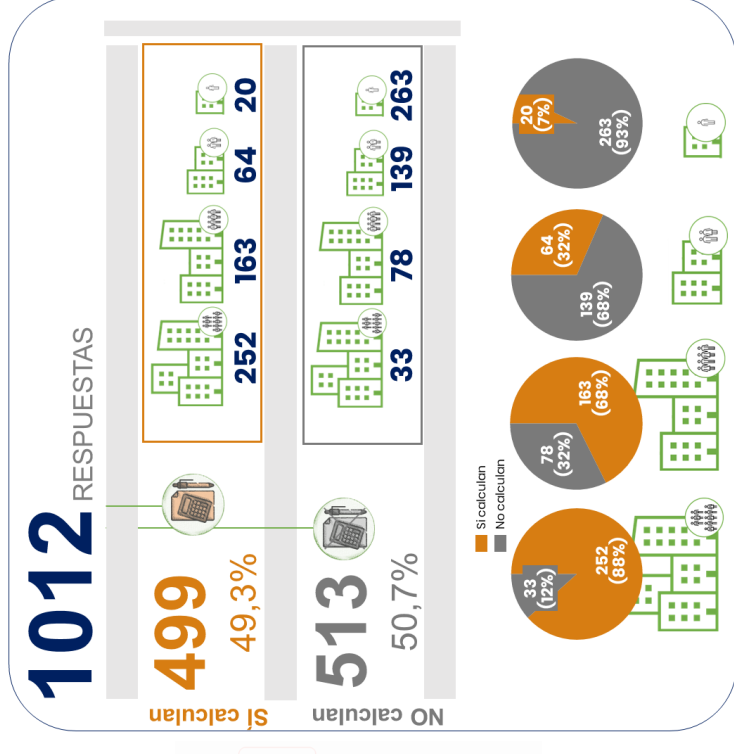 1012 RESPUESTAS
SÍ calculan
499
49,3%
252 163 64 20
NO calculan
513
50,7%
33 78 139 263
Si calculan
No calculan
33
(12%)
252
(88%)
78
(32%)
163
(68%)
64
(32%)
139
(68%)
20
(7%)
263
(93%)